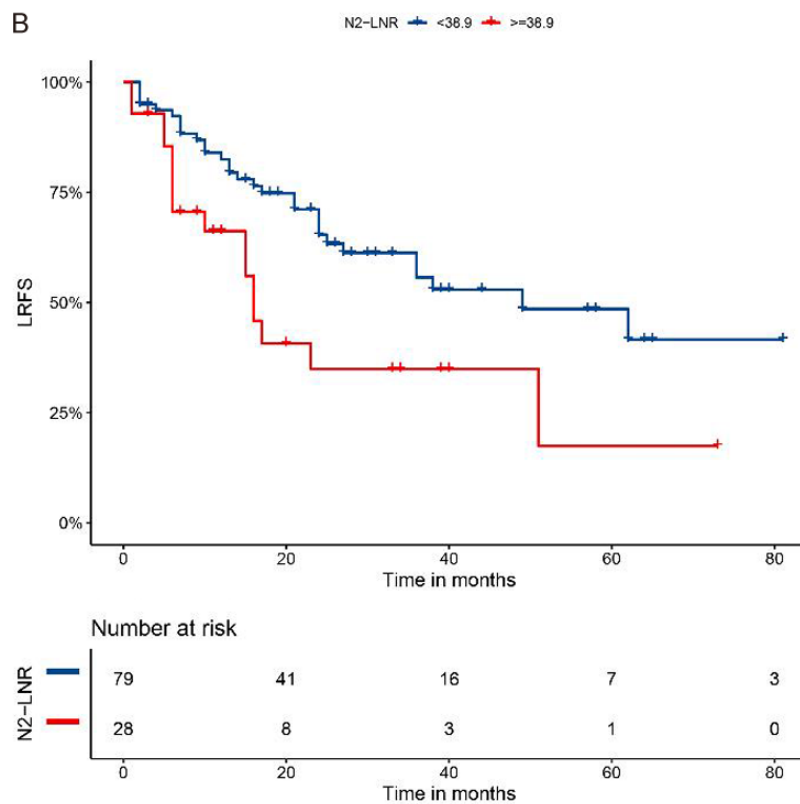 B
N2-LNR <38.9 >=38.9
100%
75%
50%
25%
0%
LRFS
0 20 40 60 80
Time in months
Number at risk
N2-LNR
79 41 16 7 3
28 8 3 1 0
0 20 40 60 80
Time in months